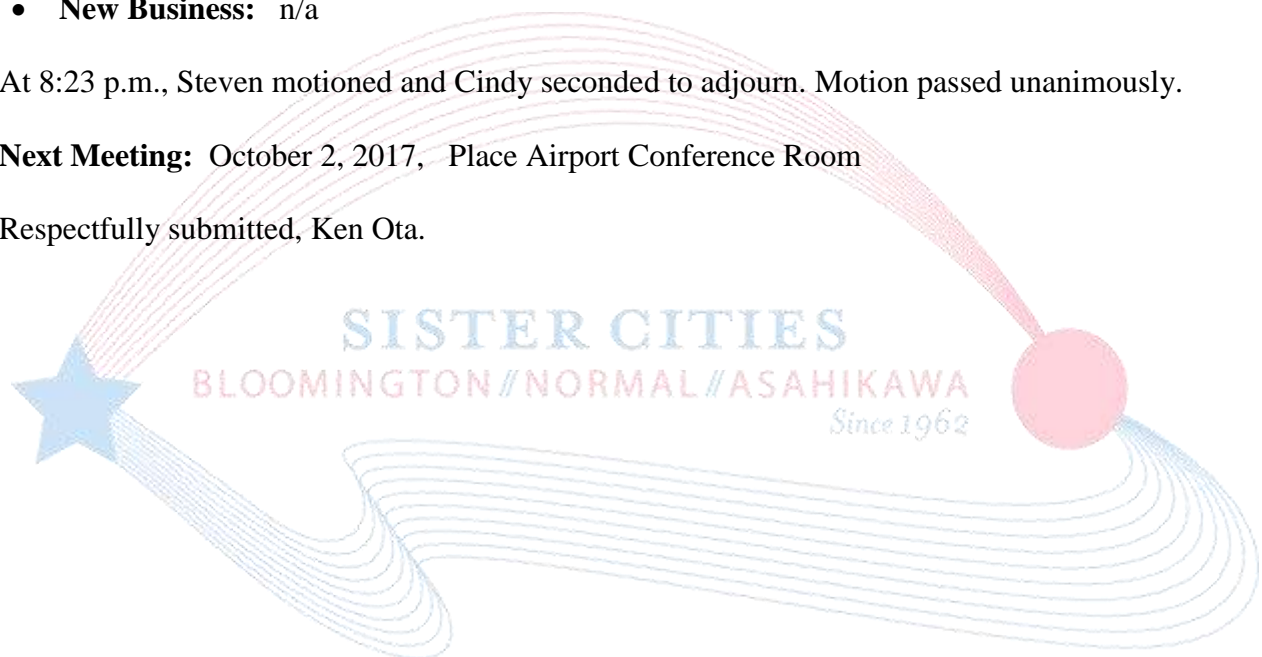 • New Business: n/a
At 8:23 p.m., Steven motioned and Cindy seconded to adjourn. Motion passed unanimously.
Next Meeting: October 2, 2017, Place Airport Conference Room
Respectfully submitted, Ken Ota.
SISTER CITIES
BLOOMINGTON//NORMAL//ASAHIKAWA
Since 1962